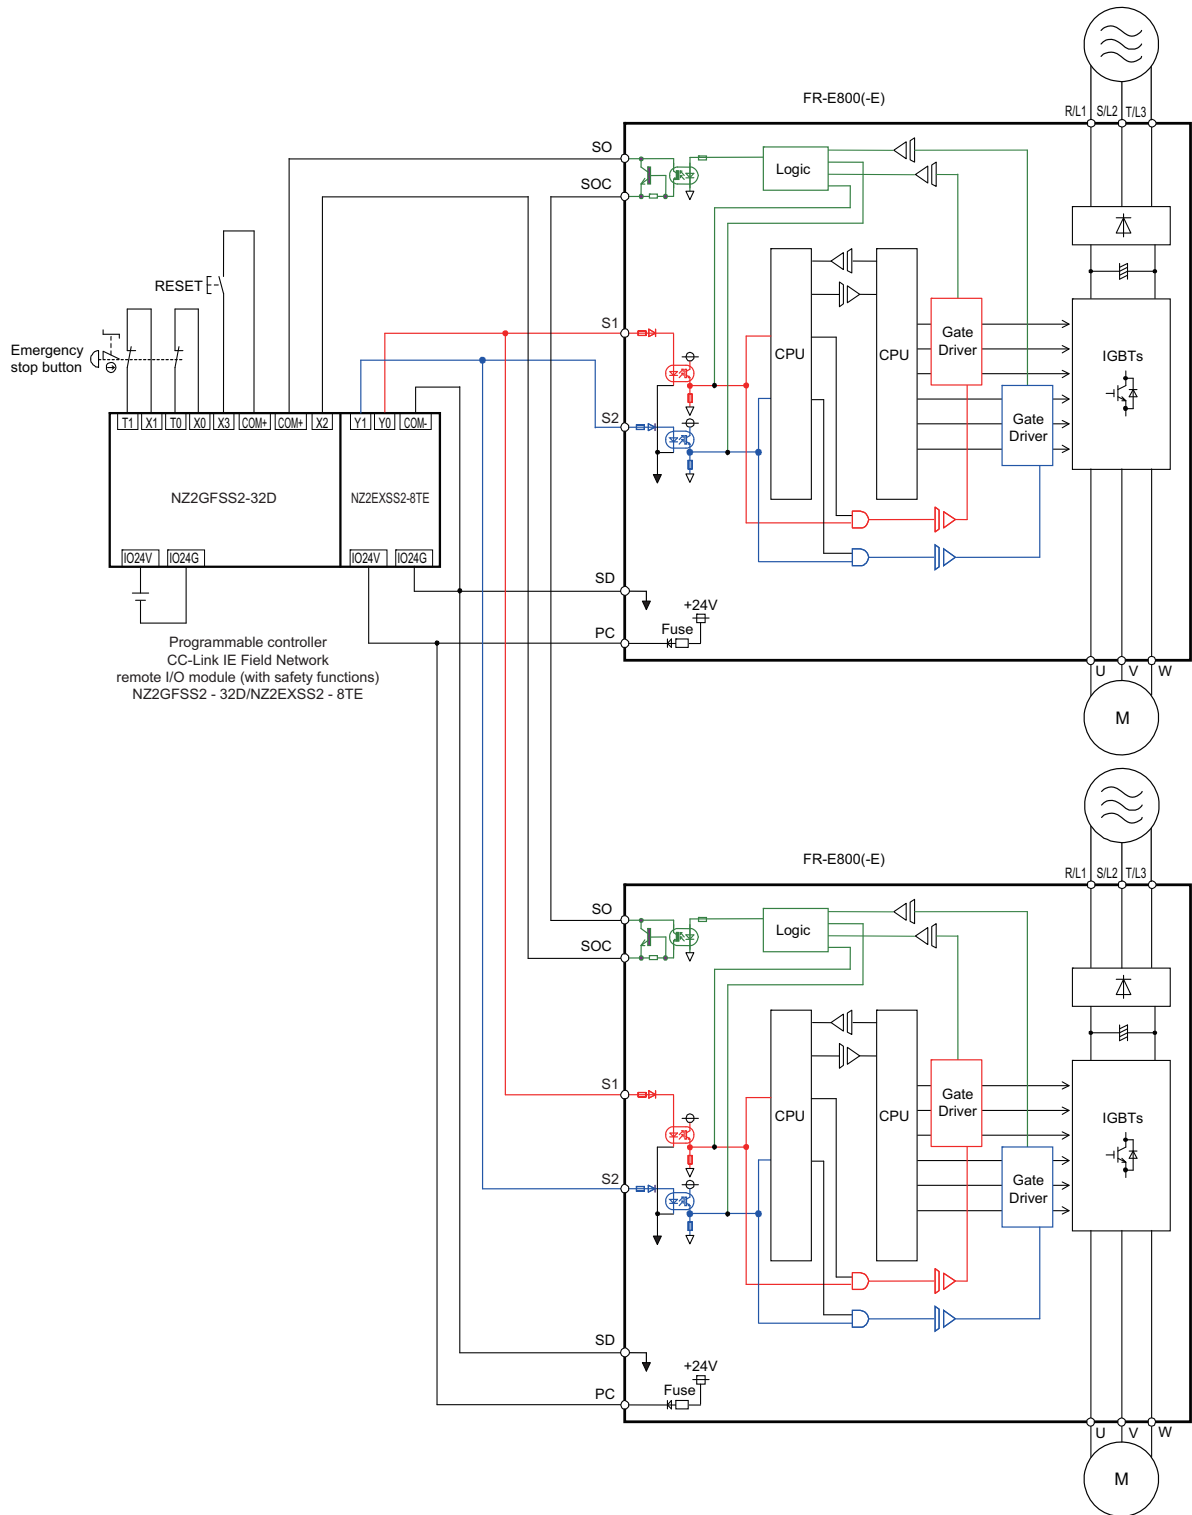 FR-E800(-E)
R/L1 S/L2 T/L3
SO
SOC
Logic
RESET
Emergency
stop button
S1
S2
CPU
CPU
Gate
Driver
Gate
Driver
IGBTs
T1 X1 T0 X0 X3 COM+ COM+ X2 Y1 Y0 COM-
NZ2GFSS2-32D
NZ2EXSS2-8TE
IO24V IO24G IO24V IO24G
SD
+24V
Fuse
PC
Programmable controller
CC-Link IE Field Network
remote I/O module (with safety functions)
NZ2GFSS2 - 32D/NZ2EXSS2 - 8TE
U V W
M
FR-E800(-E)
R/L1 S/L2 T/L3
SO
SOC
Logic
S1
S2
CPU
CPU
Gate
Driver
Gate
Driver
IGBTs
SD
+24V
Fuse
PC
U V W
M